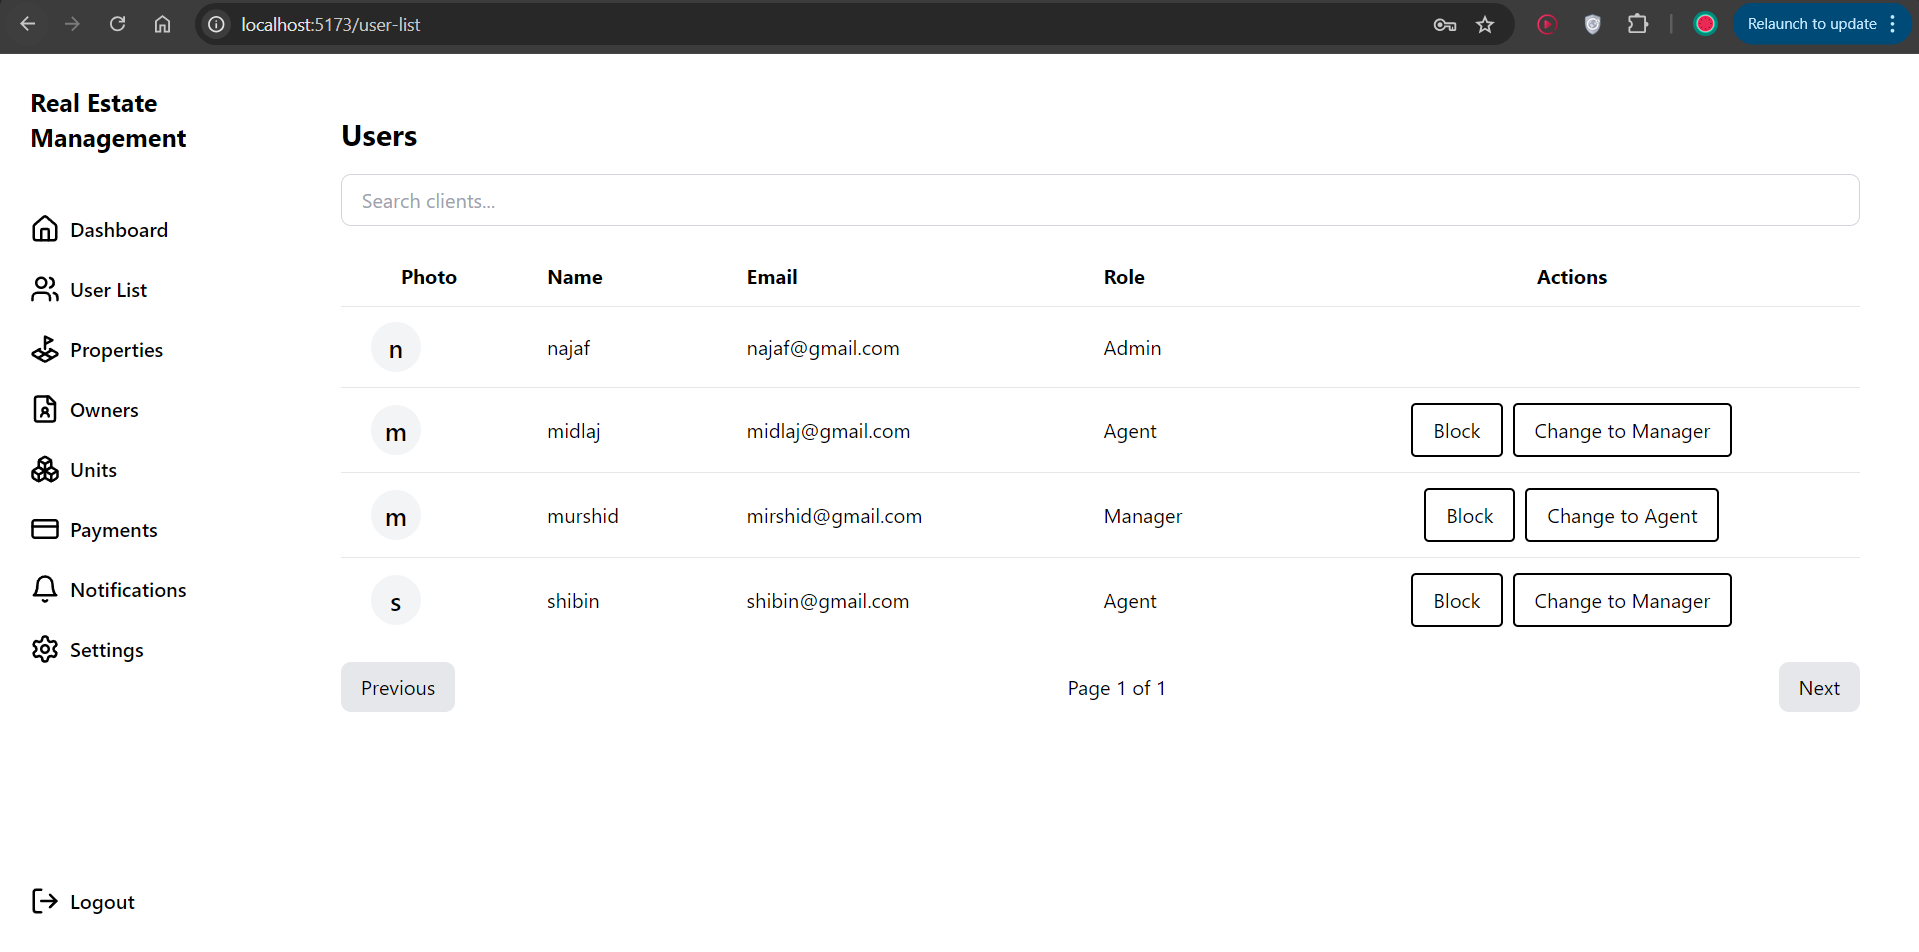 localhost:5173/user-list
Relaunch to update
Real Estate
Management
Dashboard
User List
Properties
Owners
Units
Payments
Notifications
Settings
Logout
Users
Search clients...
Photo Name Email Role Actions
n najaf najaf@gmail.com Admin
m midlaj midlaj@gmail.com Agent Block Change to Manager
m murshid mirshid@gmail.com Manager Block Change to Agent
s shibin shibin@gmail.com Agent Block Change to Manager
Previous Page 1 of 1 Next